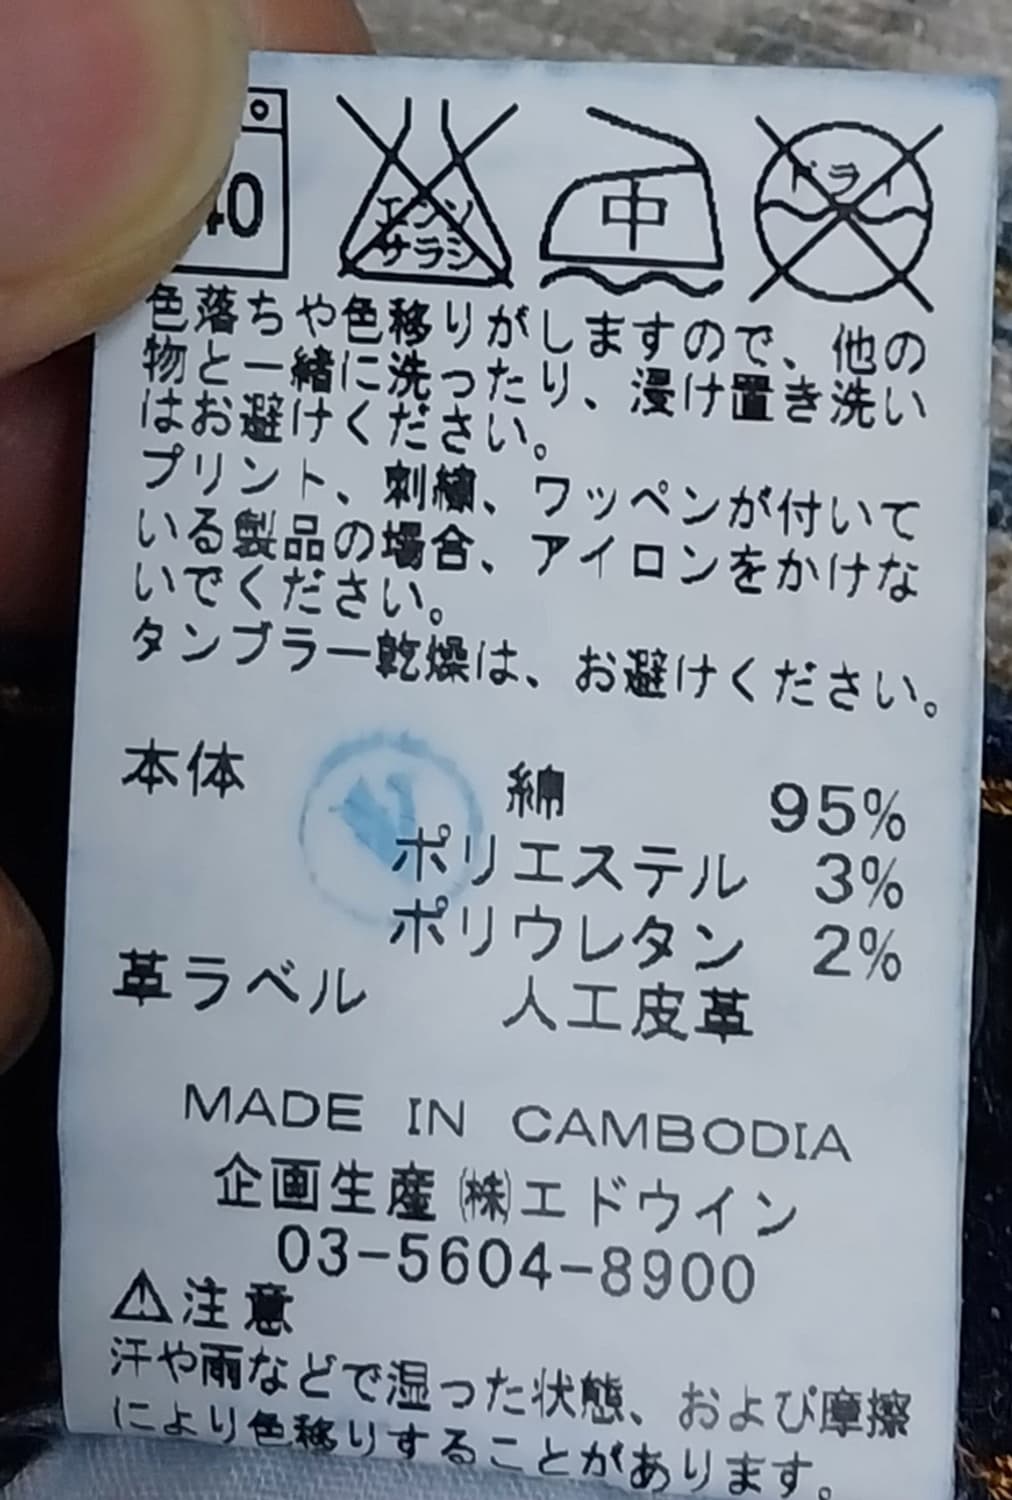 40
エンソ
サラシ
中
ドライ
色落ちや色移りがしますので、他の
物と一緒に洗ったり、浸け置き洗い
はお避けください。
プリント、刺繍、ワッペンが付いて
いる製品の場合、アイロンをかけな
いでください。
タンブラー乾燥は、お避けください。
本体 綿 95%
ポリエステル 3%
ポリウレタン 2%
革ラベル 人工皮革
MADE IN CAMBODIA
企画生産 ㈱エドウイン
03-5604-8900
⚠注意
汗や雨などで湿った状態、および摩擦
により色移りすることがあります。